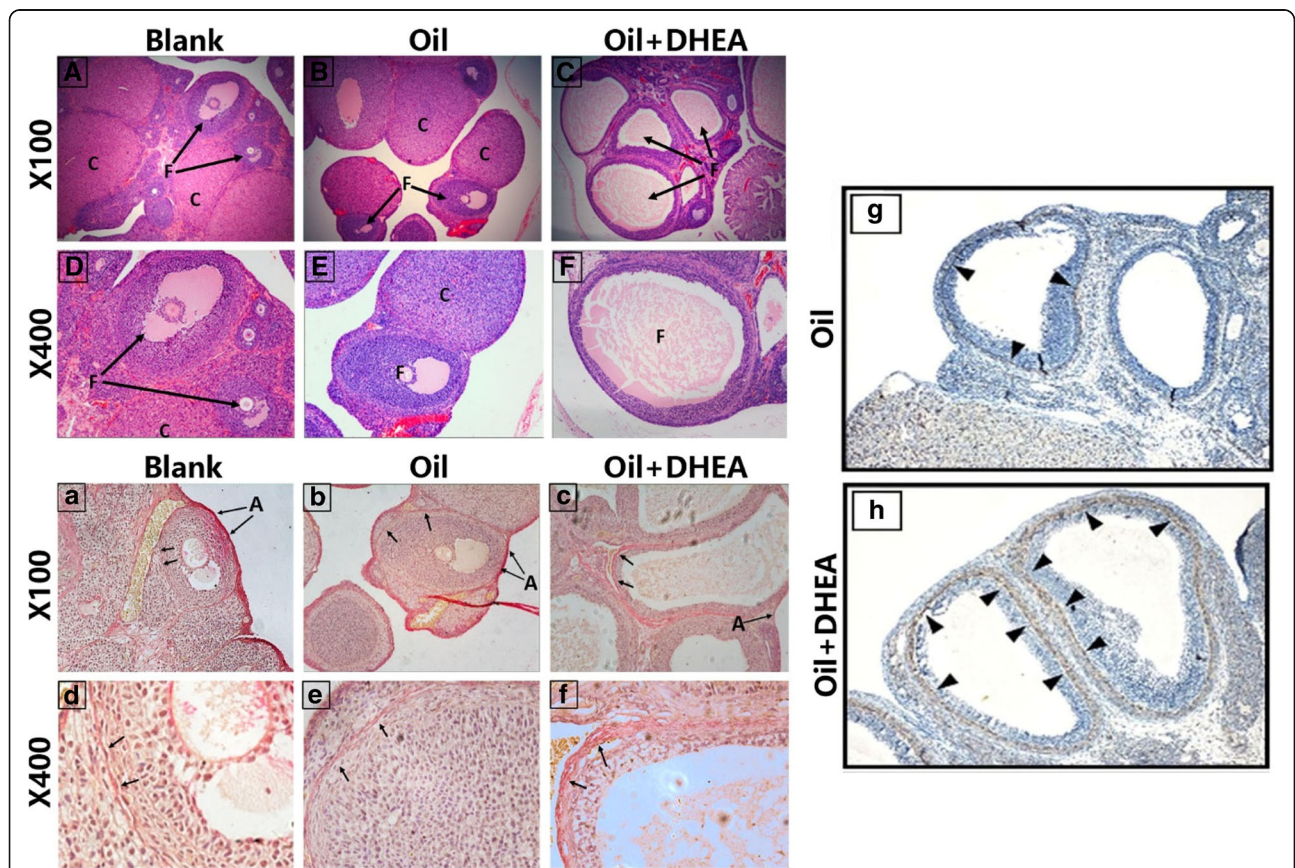 Blank Oil Oil+DHEA
X100
A B C
C C C C
F F F
X400
D E F
C C
F F F
Blank Oil Oil+DHEA
X100
a b c
A A A
X400
d e f
Oil
g
Oil+DHEA
h